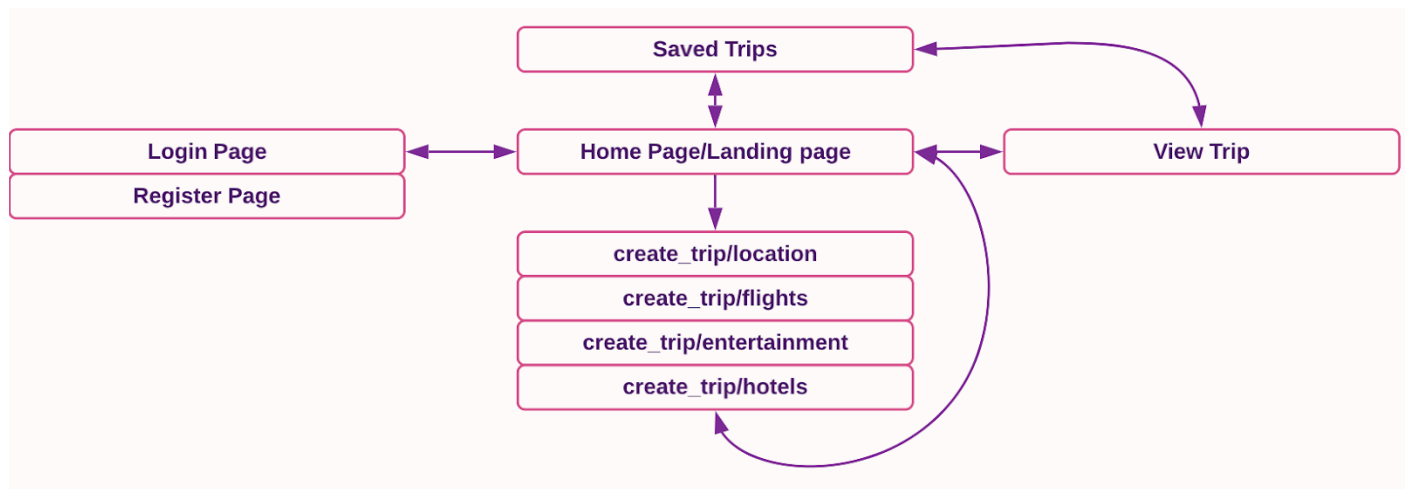 Saved Trips
Login Page
Home Page/Landing page
View Trip
Register Page
create_trip/location
create_trip/flights
create_trip/entertainment
create_trip/hotels